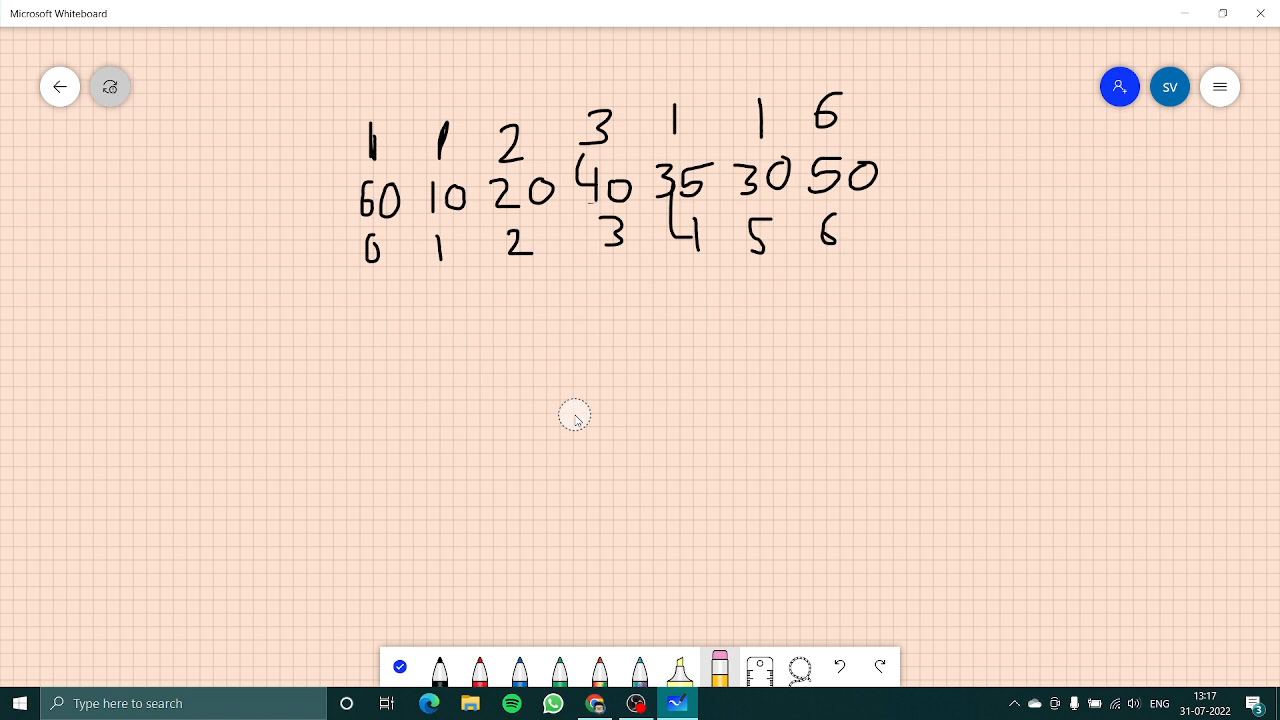 Microsoft Whiteboard
SV
1 1 2 3 1 1 6
60 10 20 40 35 30 50
0 1 2 3 4 5 6
Type here to search
ENG
13:17
31-07-2022
3